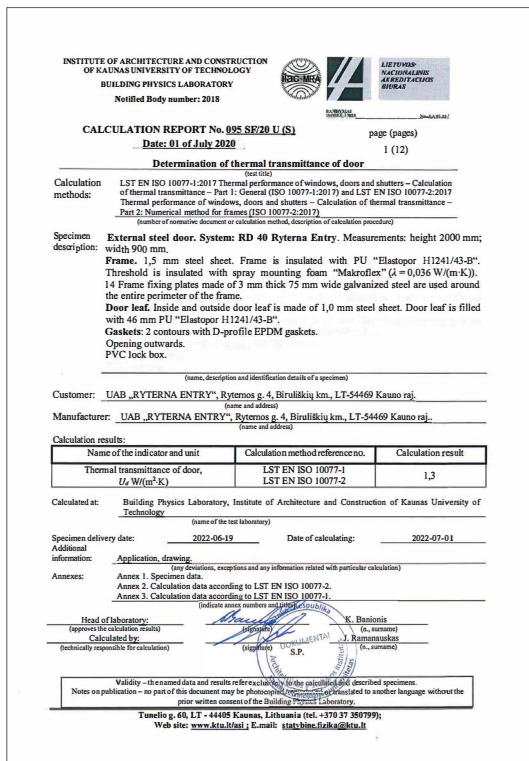 INSTITUTE OF ARCHITECTURE AND CONSTRUCTION
OF KAUNAS UNIVERSITY OF TECHNOLOGY
BUILDING PHYSICS LABORATORY
Notified Body number: 2018
ilac-MRA
LIETUVOS
NACIONALINIS
AKREDITACIJOS
BIURAS
BANDYMAI
CALCULATION REPORT No. 095 SF/20 U (S)
page (pages)
Date: 01 of July 2020
1 (12)
Determination of thermal transmittance of door
(test title)
Calculation methods:
LST EN ISO 10077-1:2017 Thermal performance of windows, doors and shutters – Calculation
of thermal transmittance – Part 1: General (ISO 10077-1:2017) and LST EN ISO 10077-2:2017
Thermal performance of windows, doors and shutters – Calculation of thermal transmittance –
Part 2: Numerical method for frames (ISO 10077-2:2017)
(number of normative document or calculation method, description of calculation procedure)
Specimen description:
External steel door. System: RD 40 Ryterna Entry. Measurements: height 2000 mm;
width 900 mm.
Frame. 1,5 mm steel sheet. Frame is insulated with PU "Elastopor H1241/43-B“.
Threshold is insulated with spray mounting foam “Makroflex” (λ = 0,036 W/(m·K)).
14 Frame fixing plates made of 3 mm thick 75 mm wide galvanized steel are used around
the entire perimeter of the frame.
Door leaf. Inside and outside door leaf is made of 1,0 mm steel sheet. Door leaf is filled
with 46 mm PU “Elastopor H1241/43-B“.
Gaskets: 2 contours with D-profile EPDM gaskets.
Opening outwards.
PVC lock box.
(name, description and identification details of a specimen)
Customer: UAB „RYTERNA ENTRY“, Ryternos g. 4, Biruliškių km., LT-54469 Kauno raj.
(name and address)
Manufacturer: UAB „RYTERNA ENTRY“, Ryternos g. 4, Biruliškių km., LT-54469 Kauno raj..
(name and address)
Calculation results:
Name of the indicator and unit
Calculation method reference no.
Calculation result
Thermal transmittance of door,
U_d W/(m²·K)
LST EN ISO 10077-1
LST EN ISO 10077-2
1,3
Calculated at: Building Physics Laboratory, Institute of Architecture and Construction of Kaunas University of
Technology
(name of the test laboratory)
Specimen delivery date: 2022-06-19 Date of calculating: 2022-07-01
Additional
information: Application, drawing.
(any deviations, exceptions and any information related with particular calculation)
Annexes: Annex 1. Specimen data.
Annex 2. Calculation data according to LST EN ISO 10077-2.
Annex 3. Calculation data according to LST EN ISO 10077-1.
(indicate annex numbers and titles)
Head of laboratory: K. Banionis
(approves the calculation results) (signature) (n., surname)
Calculated by: J. Ramanauskas
(technically responsible for calculation) (signature) (n., surname)
DOKUMENTAI
S.P.
Validity – the named data and results refer exclusively to the calculated and described specimens.
Notes on publication – no part of this document may be photocopied, reproduced or translated to another language without the
prior written consent of the Building Physics Laboratory.
Tunelio g. 60, LT - 44405 Kaunas, Lithuania (tel. +370 37 350799);
Web site: www.ktu.lt/asi ; E.mail: statybine.fizika@ktu.lt